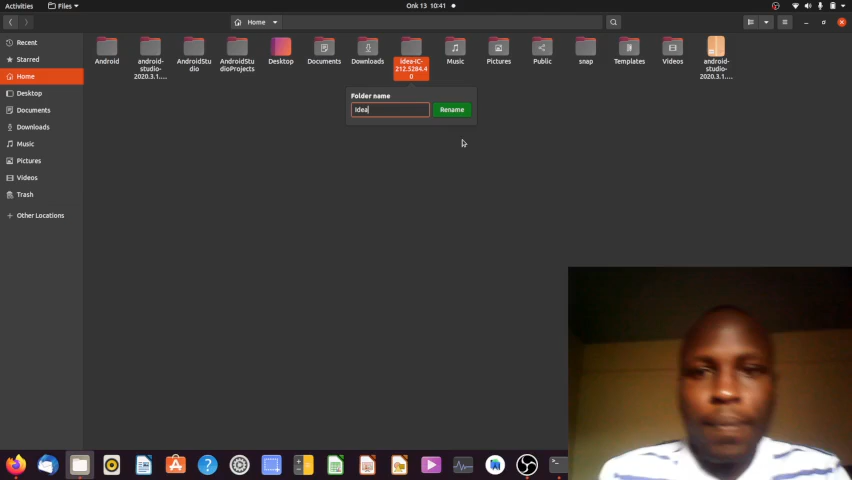 Activities
Files
Onk 13 10:41
Home
Recent
Starred
Home
Desktop
Documents
Downloads
Music
Pictures
Videos
Trash
Other Locations
Android
android-
studio-
2020.3.1....
AndroidStu
dio
AndroidStu
dioProjects
Desktop
Documents
Downloads
idea-IC-
212.5284.4
0
Music
Pictures
Public
snap
Templates
Videos
android-
studio-
2020.3.1....
Folder name
Idea
Rename